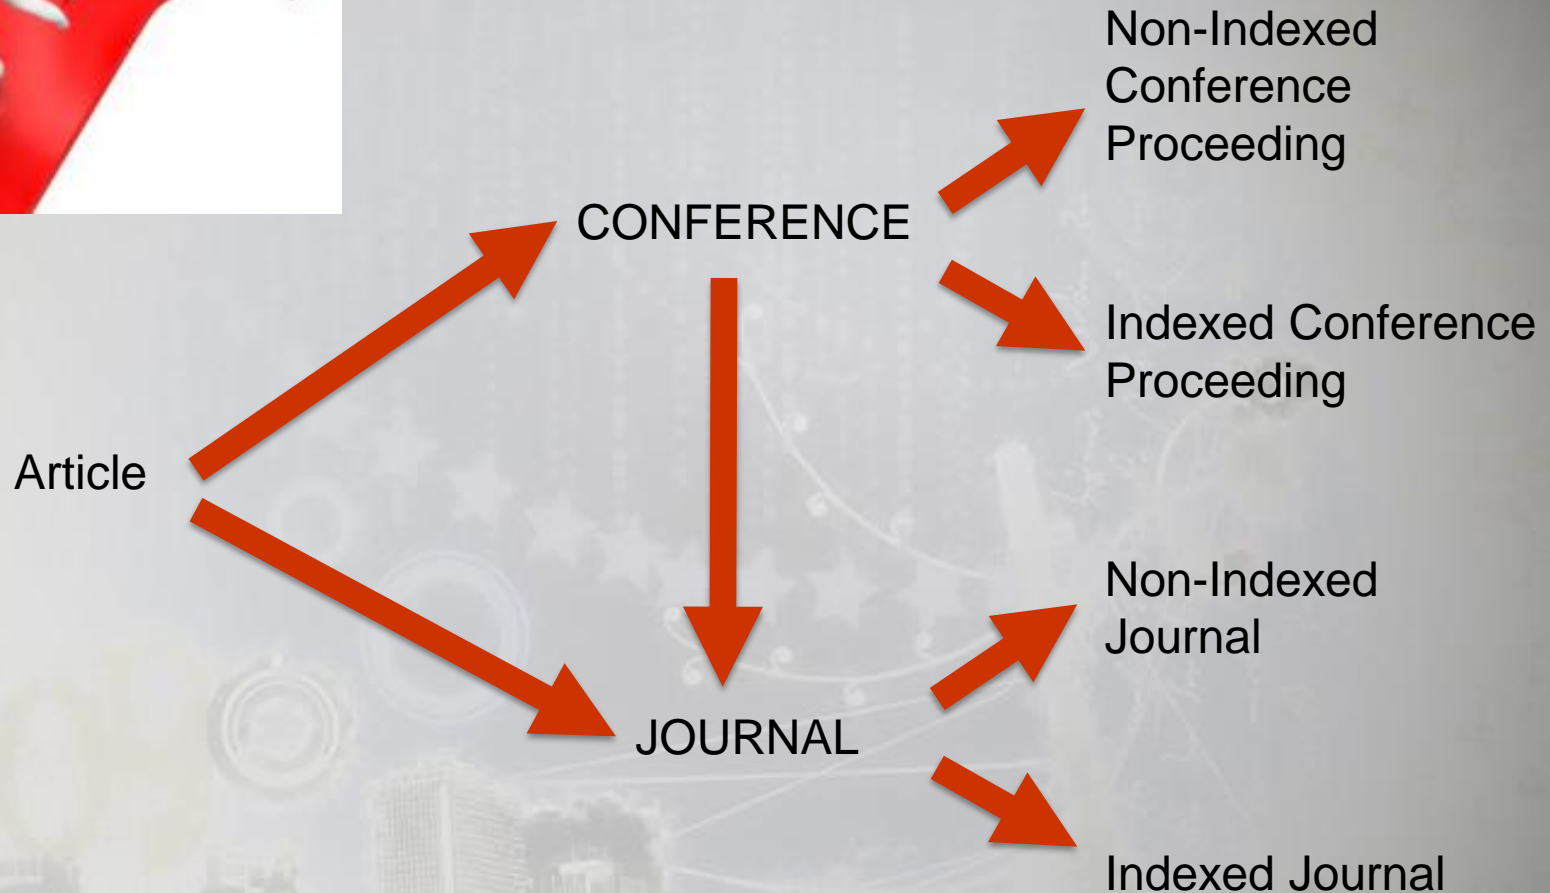 Non-Indexed
Conference
Proceeding
CONFERENCE
Indexed Conference
Proceeding
Article
Non-Indexed
Journal
JOURNAL
Indexed Journal